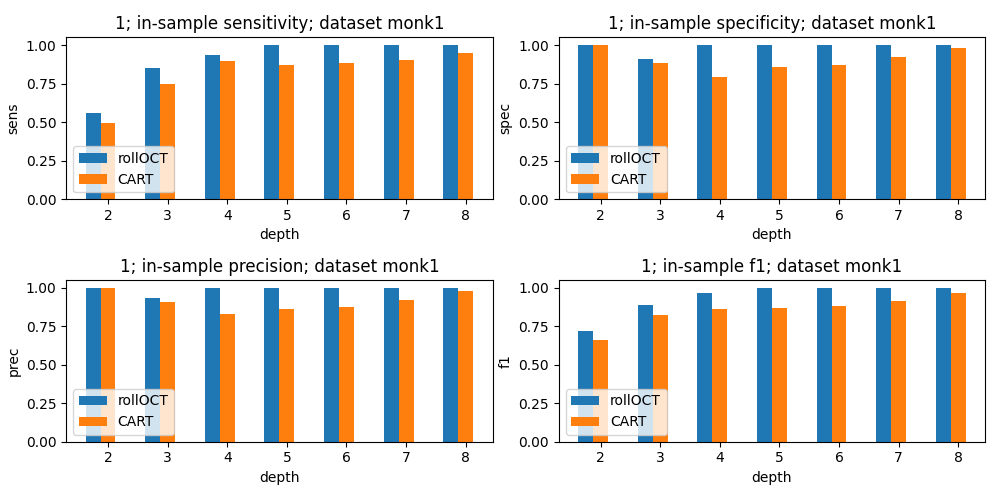 1; in-sample sensitivity; dataset monk1
1.00
0.75
0.50
0.25
0.00
sens
rollOCT
CART
2 3 4 5 6 7 8
depth
1; in-sample specificity; dataset monk1
1.00
0.75
0.50
0.25
0.00
spec
rollOCT
CART
2 3 4 5 6 7 8
depth
1; in-sample precision; dataset monk1
1.00
0.75
0.50
0.25
0.00
prec
rollOCT
CART
2 3 4 5 6 7 8
depth
1; in-sample f1; dataset monk1
1.00
0.75
0.50
0.25
0.00
f1
rollOCT
CART
2 3 4 5 6 7 8
depth